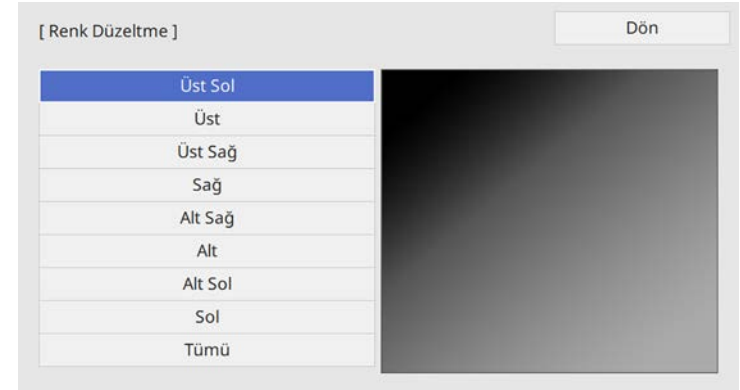 [ Renk Düzeltme ]
Dön
Üst Sol
Üst
Üst Sağ
Sağ
Alt Sağ
Alt
Alt Sol
Sol
Tümü